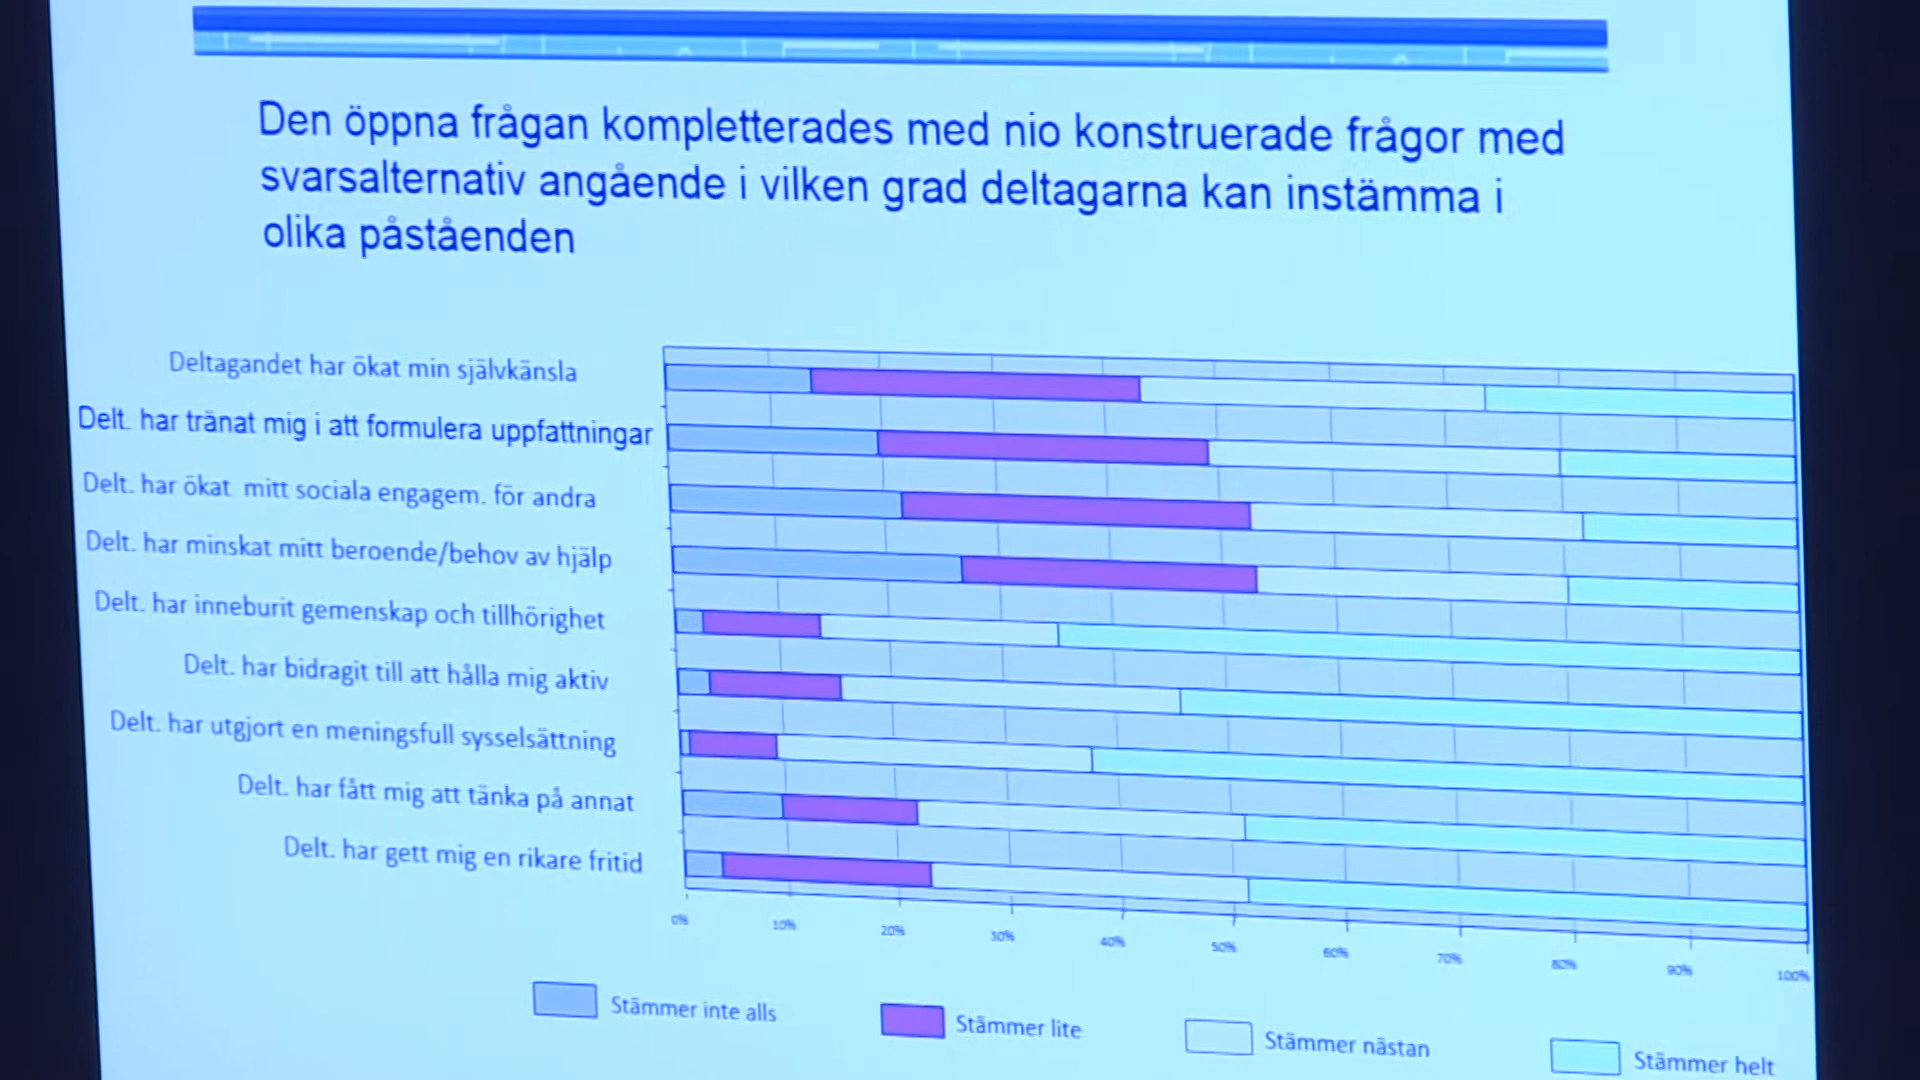 Den öppna frågan kompletterades med nio konstruerade frågor med
svarsalternativ angående i vilken grad deltagarna kan instämma i
olika påståenden
Deltagandet har ökat min självkänsla
Delt. har tränat mig i att formulera uppfattningar
Delt. har ökat mitt sociala engagem. för andra
Delt. har minskat mitt beroende/behov av hjälp
Delt. har inneburit gemenskap och tillhörighet
Delt. har bidragit till att hålla mig aktiv
Delt. har utgjort en meningsfull sysselsättning
Delt. har fått mig att tänka på annat
Delt. har gett mig en rikare fritid
0% 10% 20% 30% 40% 50% 60% 70% 80% 90% 100%
Stämmer inte alls Stämmer lite Stämmer nästan Stämmer helt